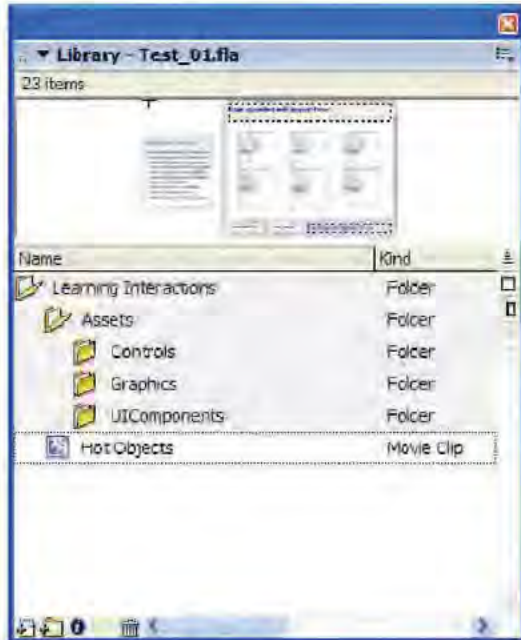 Library - Test_01.fla
23 items
Name Kind
Learning Interactions Folder
Assets Folder
Controls Folder
Graphics Folder
UIComponents Folder
Hot Objects Movie Clip